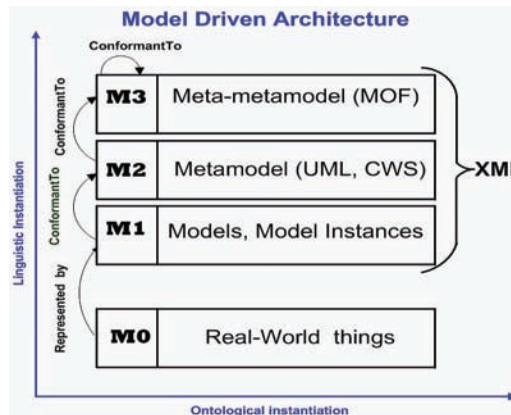 Model Driven Architecture
ConformantTo
M3 Meta-metamodel (MOF)
ConformantTo
M2 Metamodel (UML, CWS)
XMI
ConformantTo
M1 Models, Model Instances
Linguistic Instantiation
Represented by
M0 Real-World things
Ontological instantiation